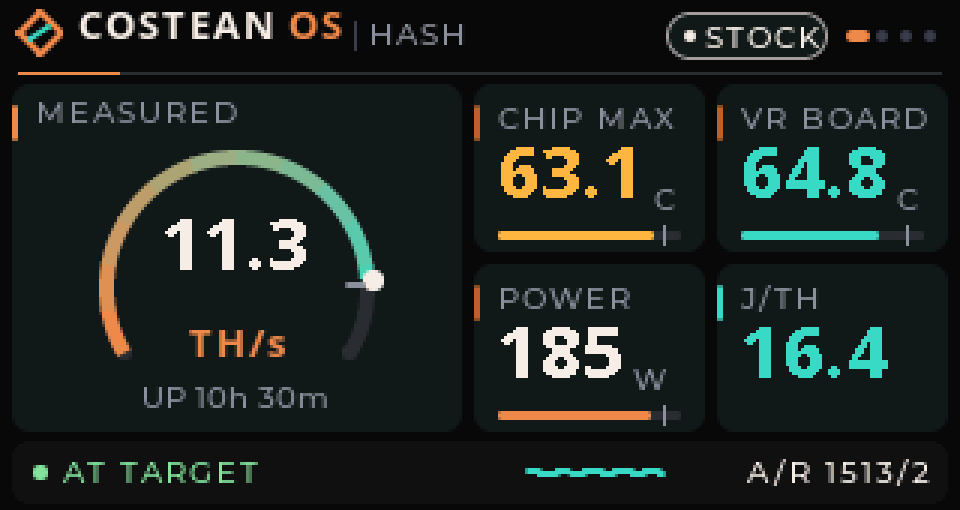 COSTEAN OS | HASH
STOCK
MEASURED
11.3
TH/s
UP 10h 30m
CHIP MAX
63.1 C
VR BOARD
64.8 C
POWER
185 W
J/TH
16.4
AT TARGET
A/R 1513/2